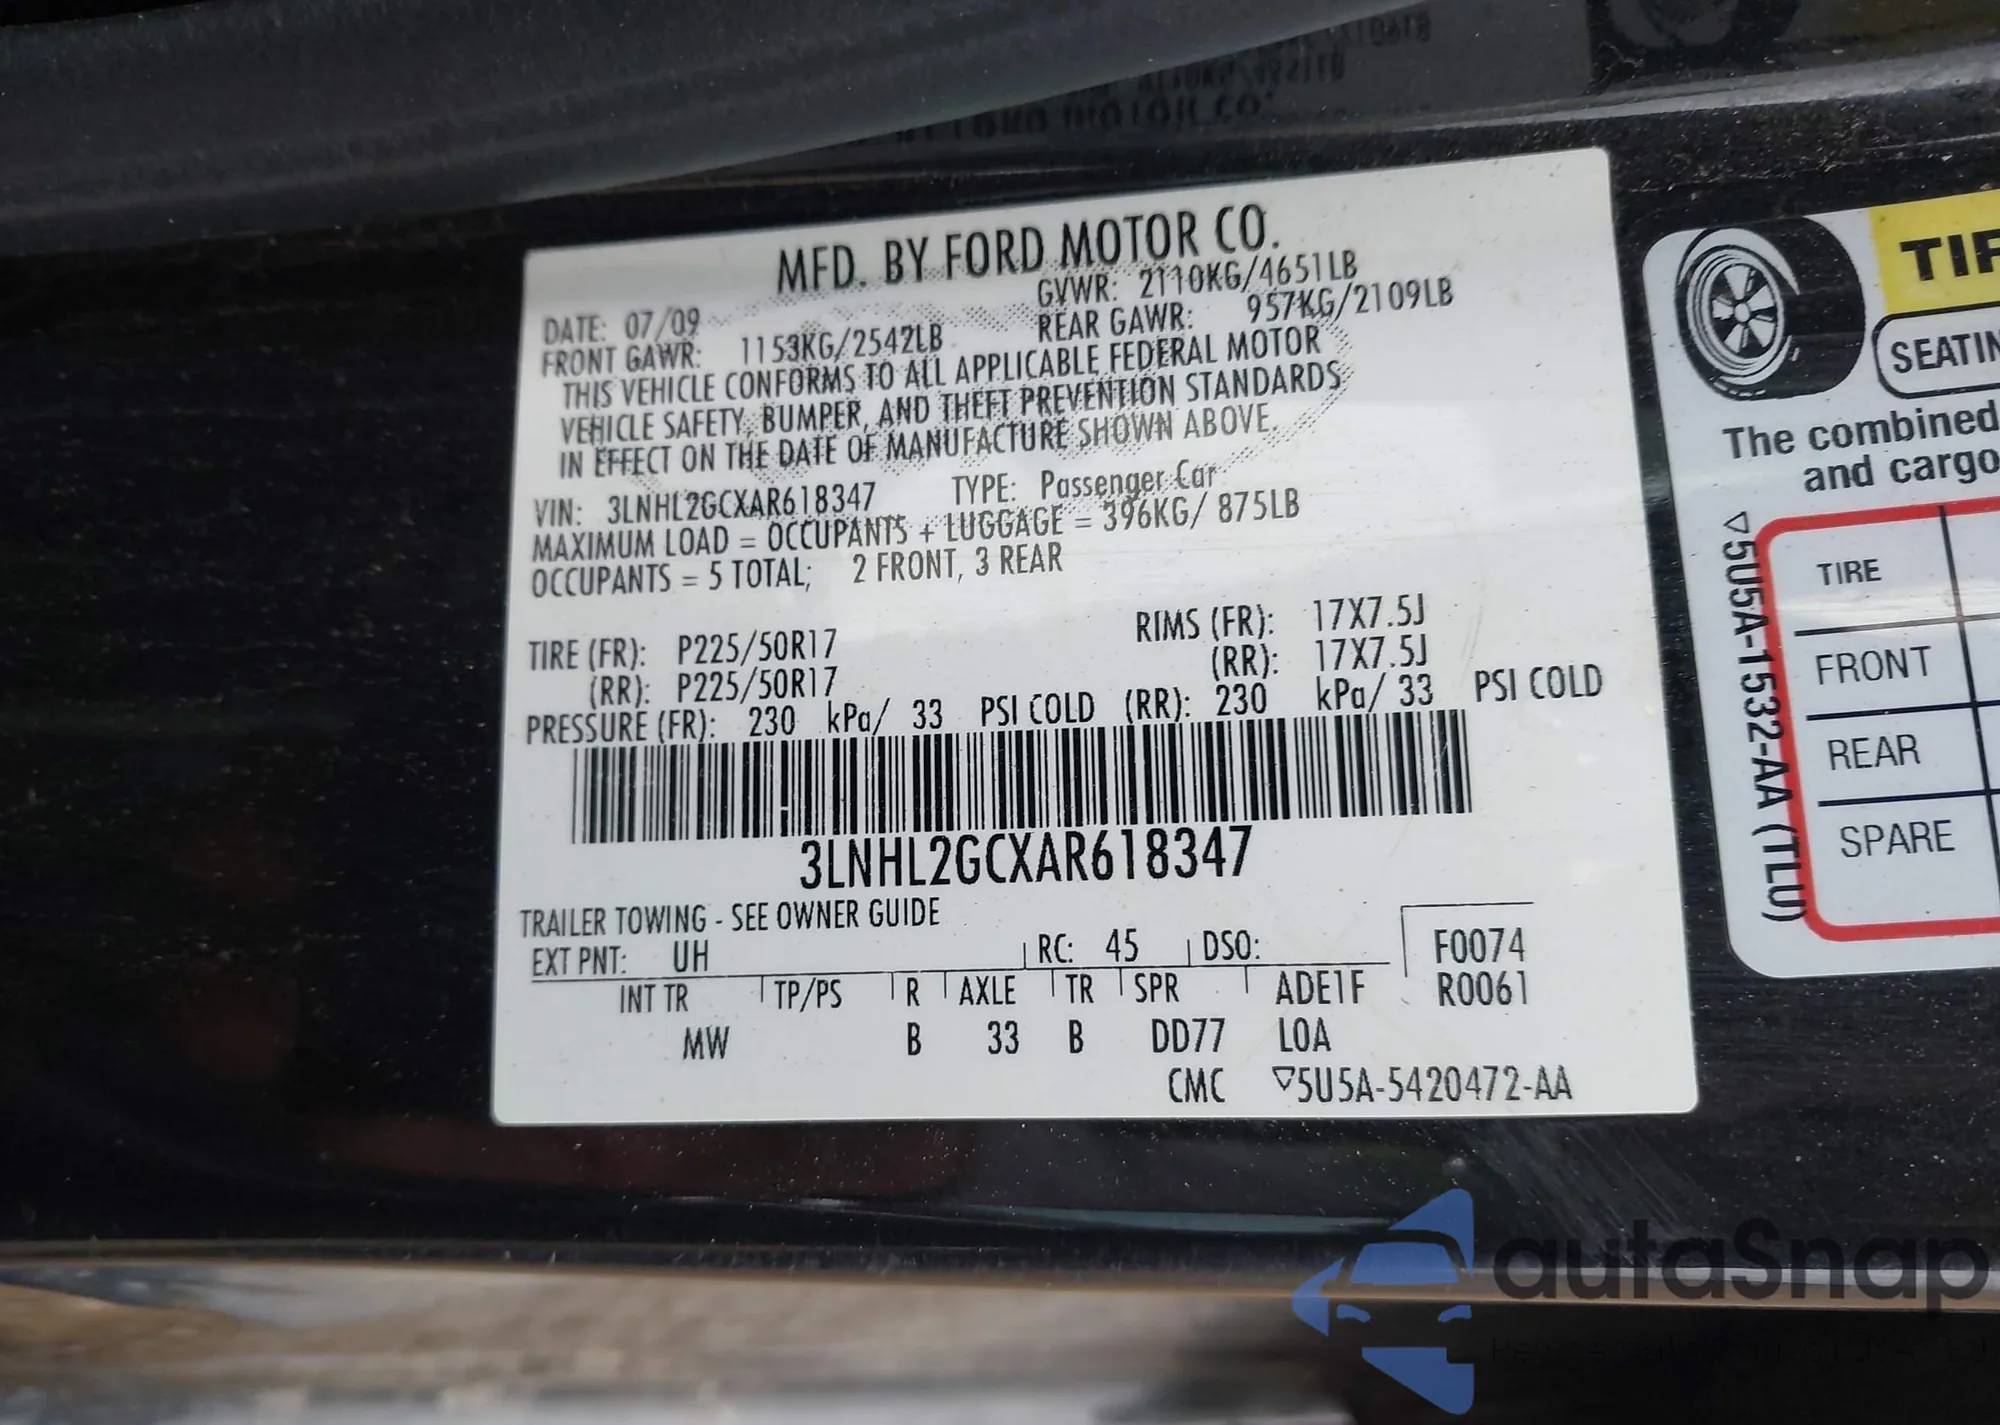 MFD. BY FORD MOTOR CO.
DATE: 07/09 GVWR: 2110KG/4651LB
FRONT GAWR: 1153KG/2542LB REAR GAWR: 957KG/2109LB
THIS VEHICLE CONFORMS TO ALL APPLICABLE FEDERAL MOTOR
VEHICLE SAFETY, BUMPER, AND THEFT PREVENTION STANDARDS
IN EFFECT ON THE DATE OF MANUFACTURE SHOWN ABOVE.
VIN: 3LNHL2GCXAR618347 TYPE: Passenger Car
MAXIMUM LOAD = OCCUPANTS + LUGGAGE = 396KG/ 875LB
OCCUPANTS = 5 TOTAL; 2 FRONT, 3 REAR
TIRE (FR): P225/50R17 RIMS (FR): 17X7.5J
(RR): P225/50R17 (RR): 17X7.5J
PRESSURE (FR): 230 kPa/ 33 PSI COLD (RR): 230 kPa/ 33 PSI COLD
3LNHL2GCXAR618347
TRAILER TOWING - SEE OWNER GUIDE
EXT PNT: UH RC: 45 DSO: F0074
INT TR TP/PS R AXLE TR SPR ADE1F R0061
MW B 33 B DD77 LOA
CMC ▽5U5A-5420472-AA
SEATIN
The combined
and cargo
▽5U5A-1532-AA (TLU)
TIRE
FRONT
REAR
SPARE
autaSnap